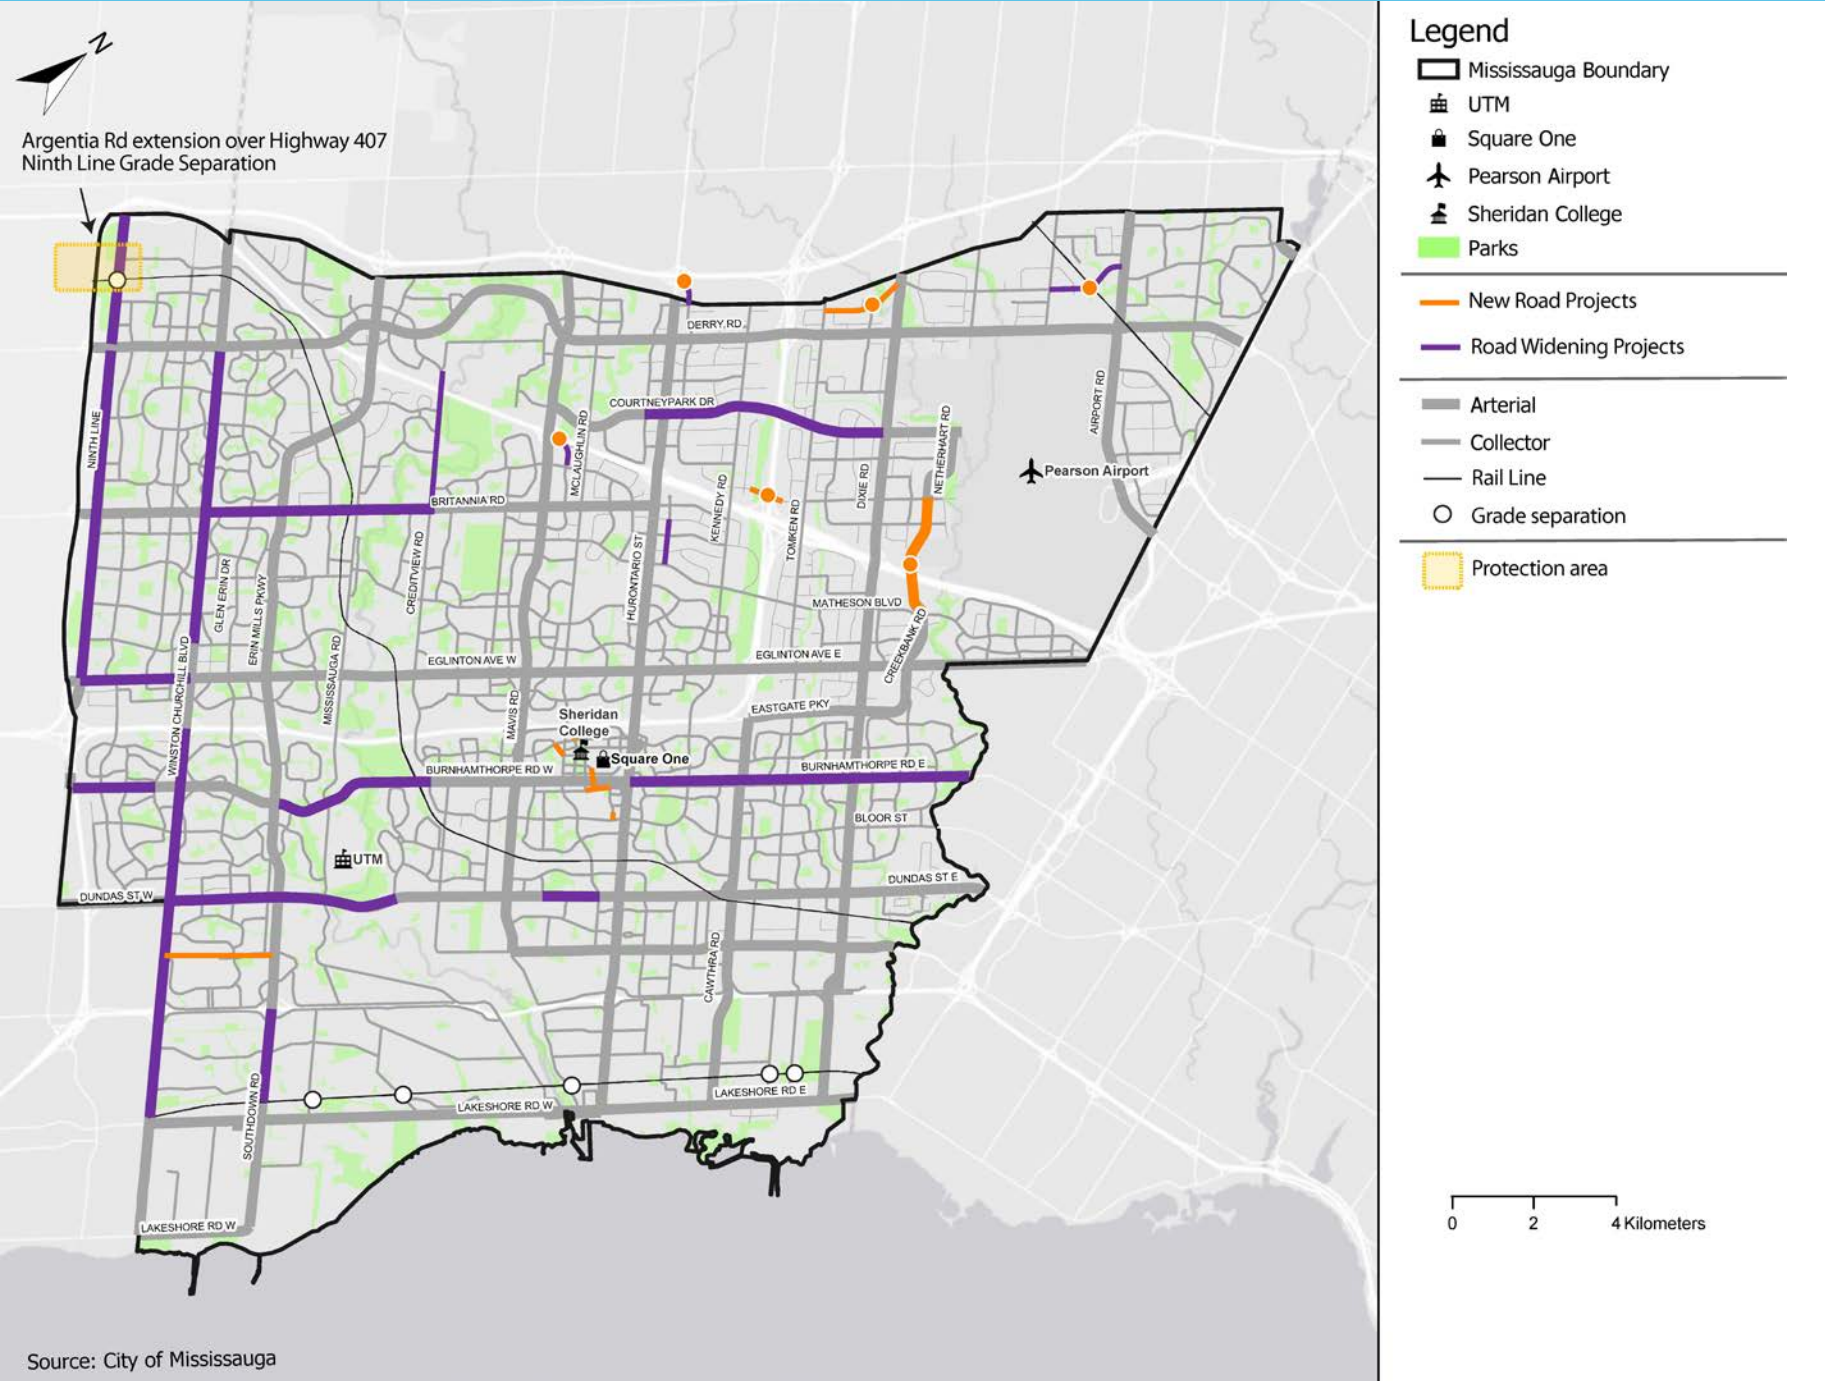 N
Argentia Rd extension over Highway 407
Ninth Line Grade Separation
DERRY RD
COURTNEYPARK DR
NINTH LINE
MCLAUGHLIN RD
NETHERHART RD
AIRPORT RD
Pearson Airport
BRITANNIA RD
KENNEDY RD
TOMKEN RD
DIXIE RD
GLEN ERIN DR
ERIN MILLS PKWY
CREDITVIEW RD
HURONTARIO ST
MATHESON BLVD
CREEKBANK RD
WINSTON CHURCHILL BLVD
MISSISSAUGA RD
EGLINTON AVE W
EGLINTON AVE E
MAVIS RD
EASTGATE PKY
Sheridan
College
Square One
BURNHAMTHORPE RD W
BURNHAMTHORPE RD E
BLOOR ST
UTM
DUNDAS ST W
DUNDAS ST E
CAWTHRA RD
SOUTHDOWN RD
LAKESHORE RD W
LAKESHORE RD E
LAKESHORE RD W
Source: City of Mississauga
Legend
Mississauga Boundary
UTM
Square One
Pearson Airport
Sheridan College
Parks
New Road Projects
Road Widening Projects
Arterial
Collector
Rail Line
Grade separation
Protection area
0 2 4 Kilometers